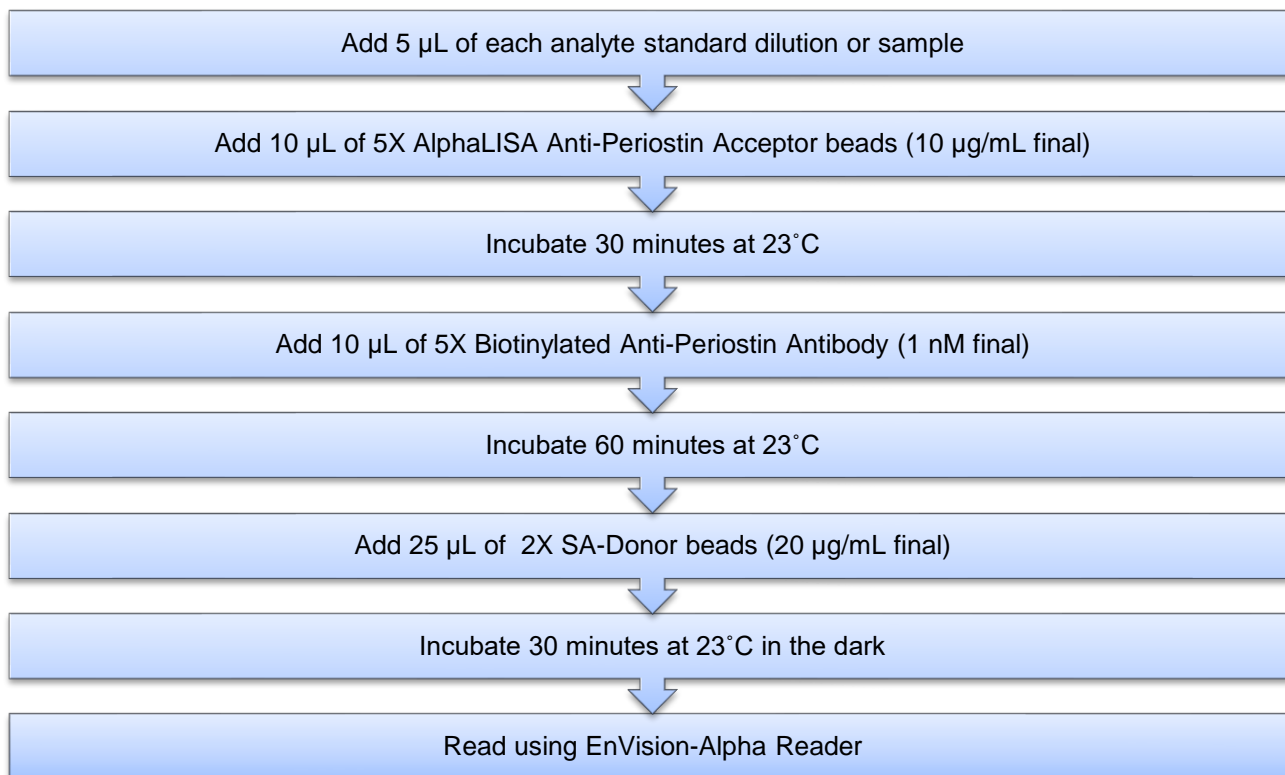 Add 5 µL of each analyte standard dilution or sample
Add 10 µL of 5X AlphaLISA Anti-Periostin Acceptor beads (10 µg/mL final)
Incubate 30 minutes at 23˚C
Add 10 µL of 5X Biotinylated Anti-Periostin Antibody (1 nM final)
Incubate 60 minutes at 23˚C
Add 25 µL of  2X SA-Donor beads (20 µg/mL final)
Incubate 30 minutes at 23˚C in the dark
Read using EnVision-Alpha Reader